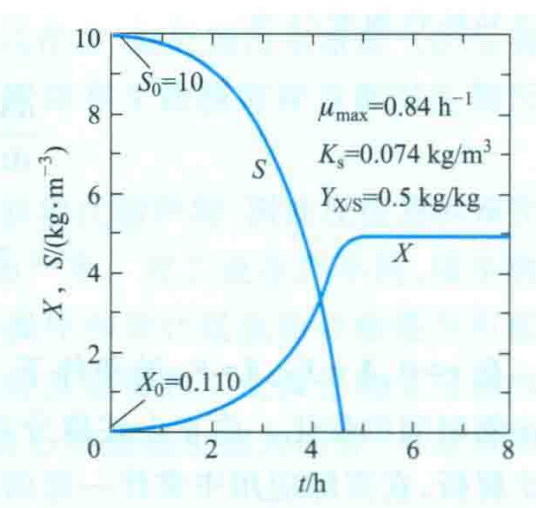 10
S₀=10
8
μmax=0.84 h⁻¹
Ks=0.074 kg/m³
S
6
YX/S=0.5 kg/kg
X
4
2
X₀=0.110
X, S/(kg·m⁻³)
0
2
4
6
8
t/h